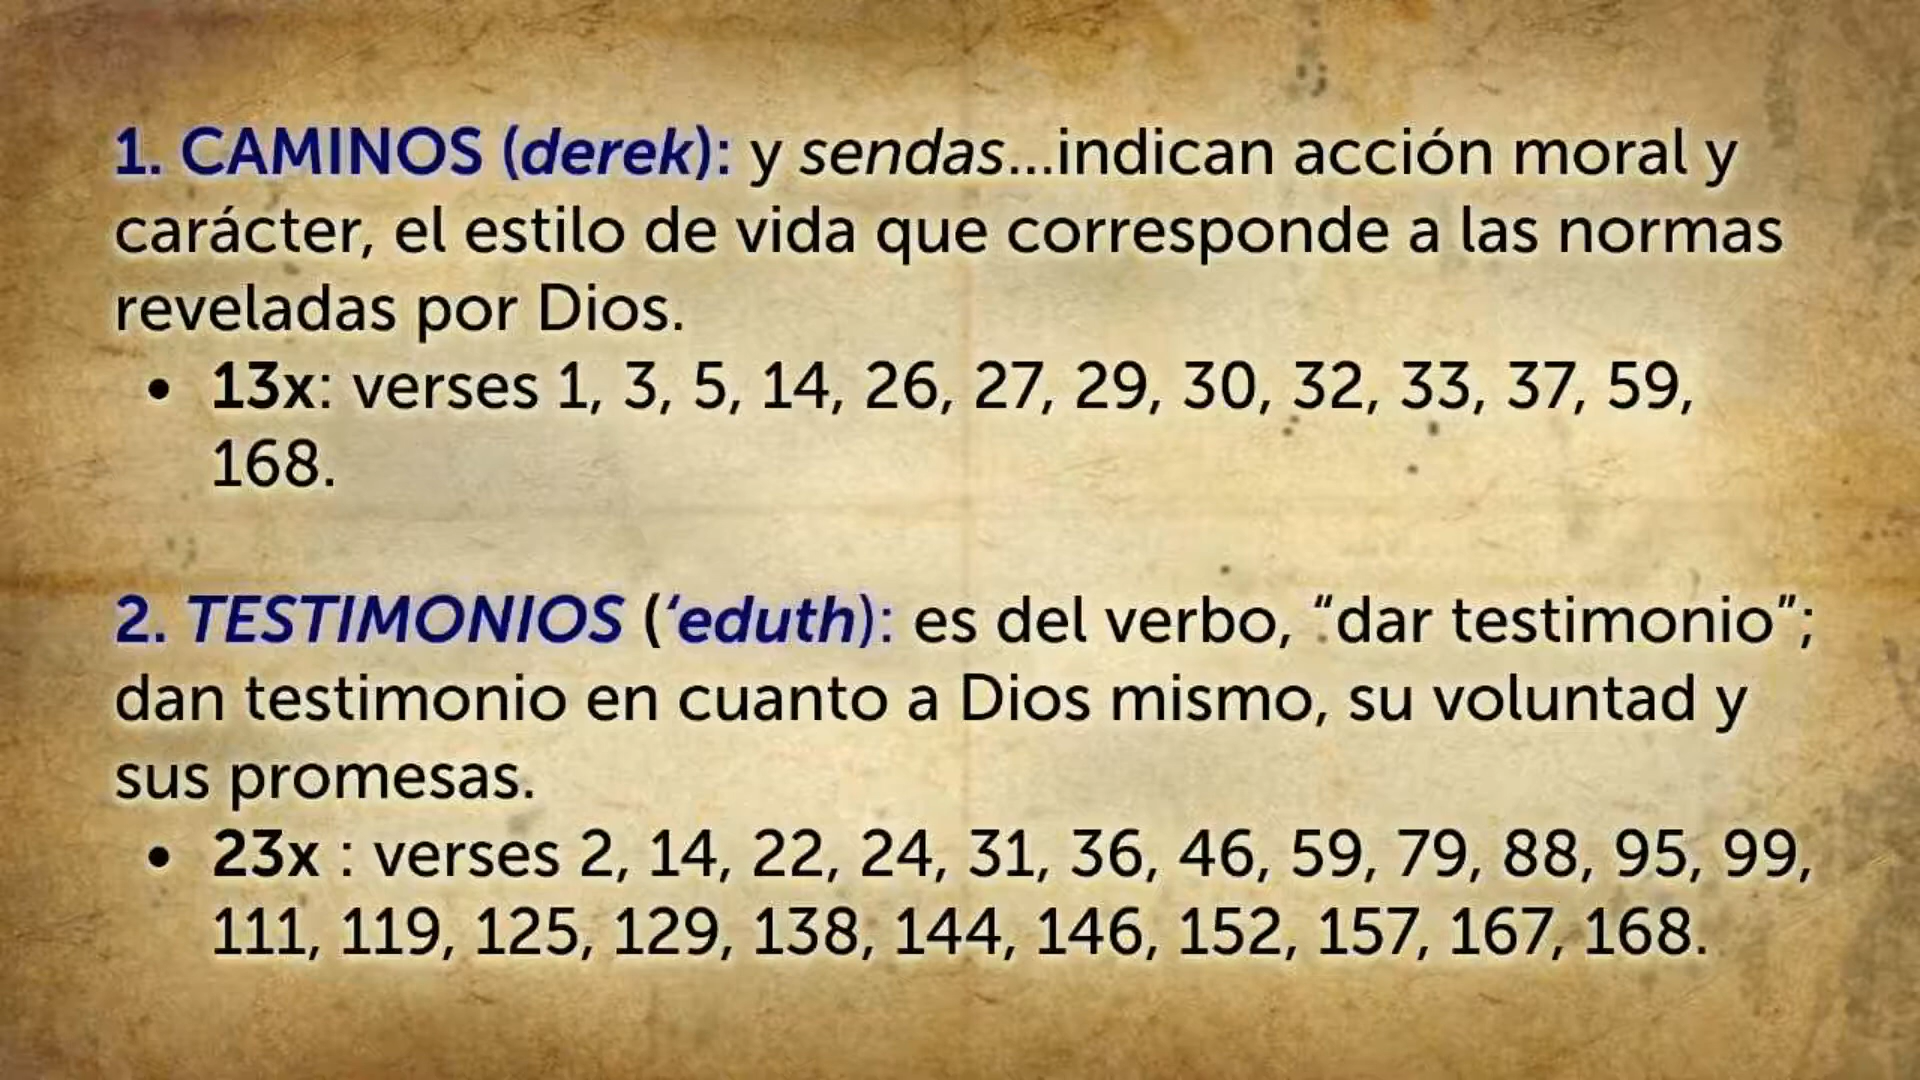 1. CAMINOS (derek): y sendas...indican acción moral y
carácter, el estilo de vida que corresponde a las normas
reveladas por Dios.
• 13x: verses 1, 3, 5, 14, 26, 27, 29, 30, 32, 33, 37, 59,
168.
2. TESTIMONIOS (‘eduth): es del verbo, “dar testimonio”;
dan testimonio en cuanto a Dios mismo, su voluntad y
sus promesas.
• 23x : verses 2, 14, 22, 24, 31, 36, 46, 59, 79, 88, 95, 99,
111, 119, 125, 129, 138, 144, 146, 152, 157, 167, 168.